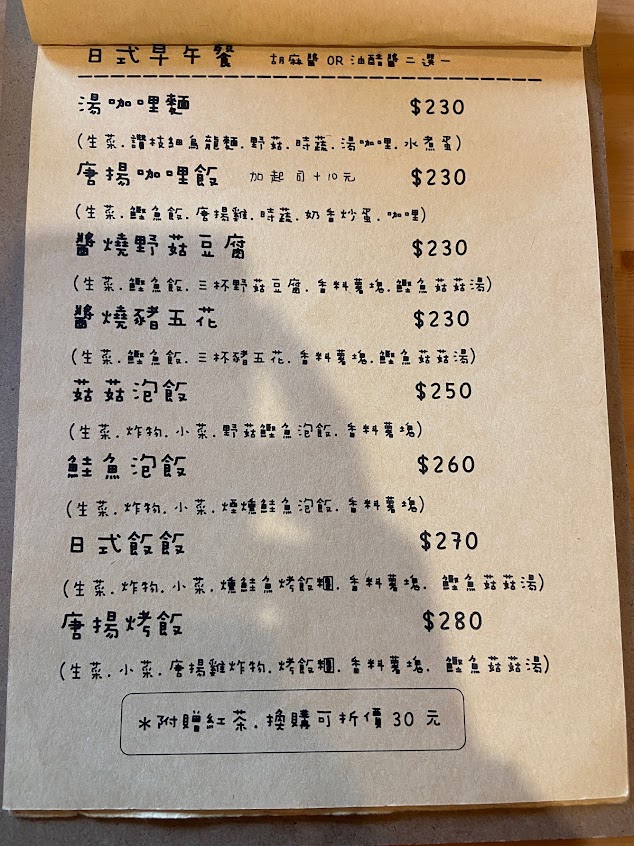 日式早午餐 胡麻醬 OR 油醋醬二選一
湯咖哩麵 $230
(生菜.讚枝細烏龍麵.野菇.時蔬.湯咖哩.水煮蛋)
唐揚咖哩飯 加起司+10元 $230
(生菜.鰹魚飯.唐揚雞.時蔬.奶香炒蛋.咖哩)
醬燒野菇豆腐 $230
(生菜.鰹魚飯.三杯野菇豆腐.香料薯塊.鰹魚菇菇湯)
醬燒豬五花 $230
(生菜.鰹魚飯.三杯豬五花.香料薯塊.鰹魚菇菇湯)
菇菇泡飯 $250
(生菜.炸物.小菜.野菇鰹魚泡飯.香料薯塊)
鮭魚泡飯 $260
(生菜.炸物.小菜.煙燻鮭魚泡飯.香料薯塊)
日式飯飯 $270
(生菜.炸物.小菜.燻鮭魚烤飯糰.香料薯塊.鰹魚菇菇湯)
唐揚烤飯 $280
(生菜.小菜.唐揚雞炸物.烤飯糰.香料薯塊.鰹魚菇菇湯)
*附贈紅茶.換購可折價30元